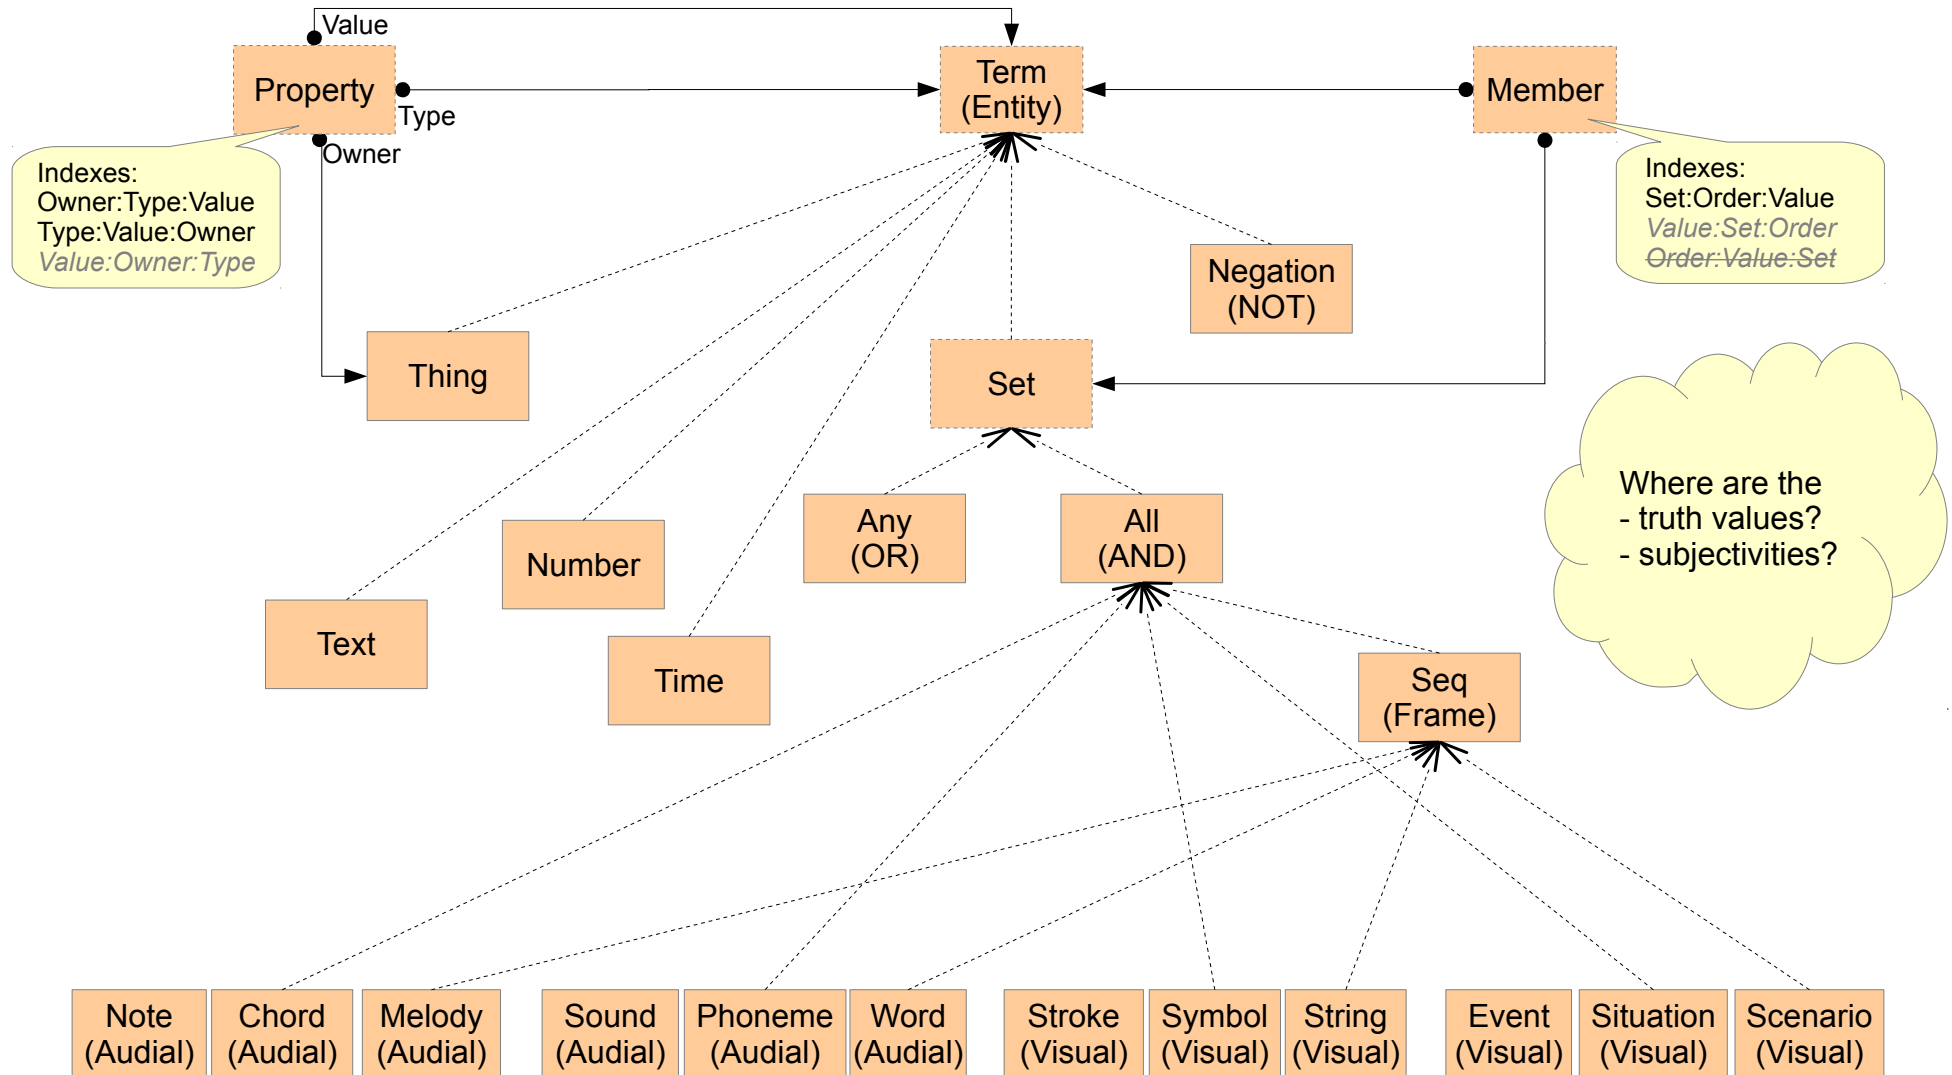 Value
Property
Type
Owner
Term
(Entity)
Member
Indexes:
Owner:Type:Value
Type:Value:Owner
Value:Owner:Type
Indexes:
Set:Order:Value
Value:Set:Order
Order:Value:Set
Negation
(NOT)
Thing
Set
Where are the
- truth values?
- subjectivities?
Any
(OR)
All
(AND)
Number
Text
Time
Seq
(Frame)
Note
(Audial)
Chord
(Audial)
Melody
(Audial)
Sound
(Audial)
Phoneme
(Audial)
Word
(Audial)
Stroke
(Visual)
Symbol
(Visual)
String
(Visual)
Event
(Visual)
Situation
(Visual)
Scenario
(Visual)